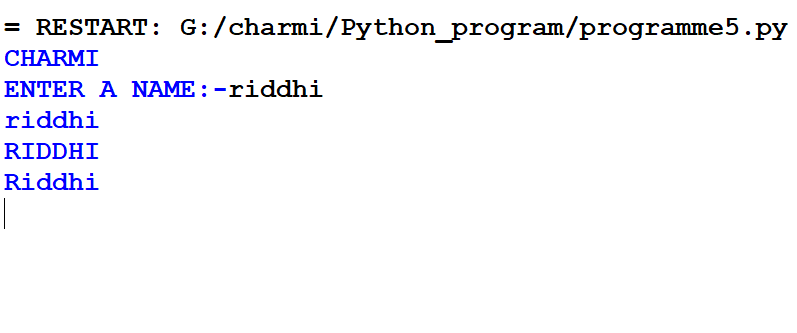 = RESTART: G:/charmi/Python_program/programme5.py
CHARMI
ENTER A NAME:-riddhi
riddhi
RIDDHI
Riddhi